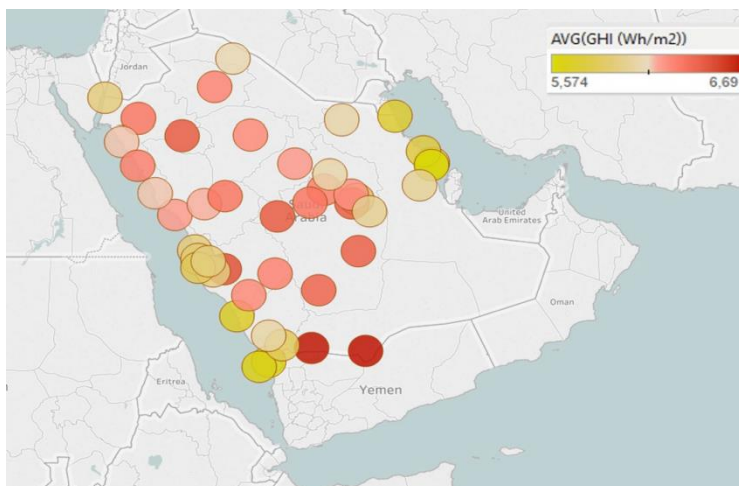 AVG(GHI (Wh/m2))
5,574
6,69
Jordan
Saudi
Arabia
United
Arab Emirates
Oman
Eritrea
Yemen